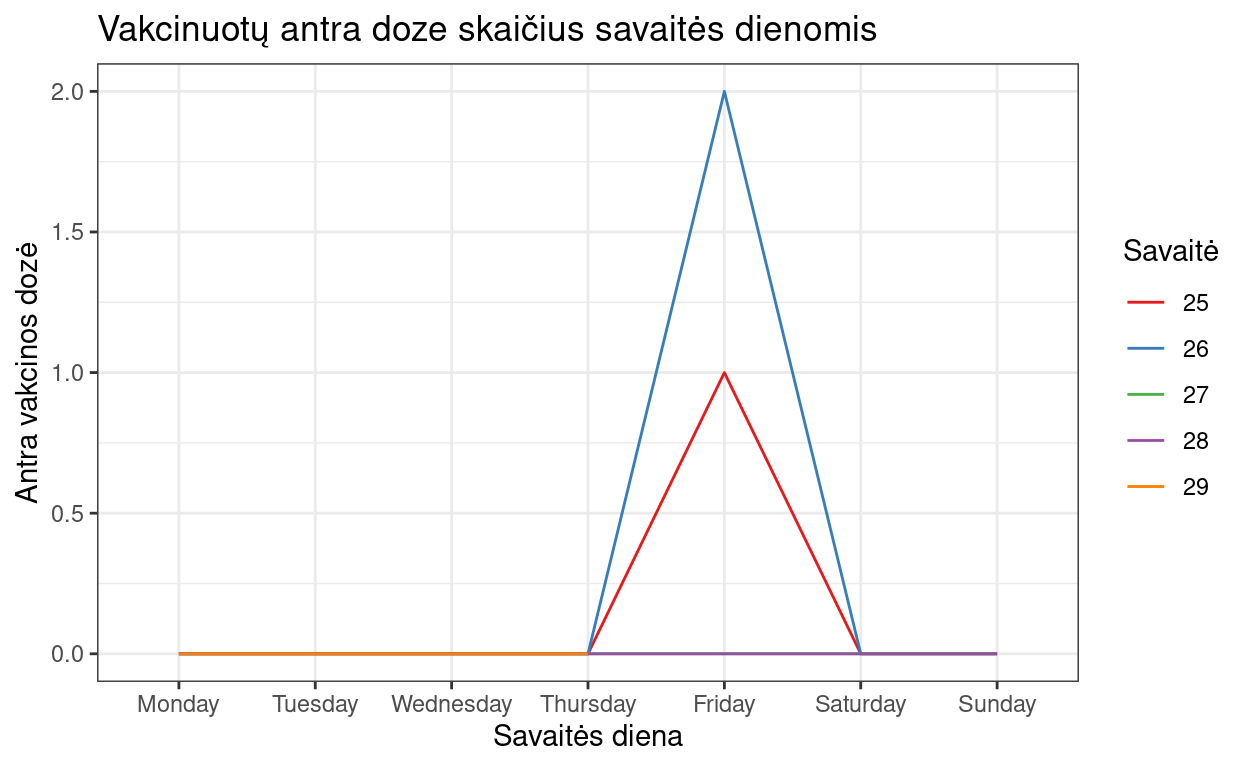 Vakcinuotų antra doze skaičius savaitės dienomis
Antra vakcinos dozė
2.0
1.5
1.0
0.5
0.0
Monday Tuesday Wednesday Thursday Friday Saturday Sunday
Savaitės diena
Savaitė
25
26
27
28
29